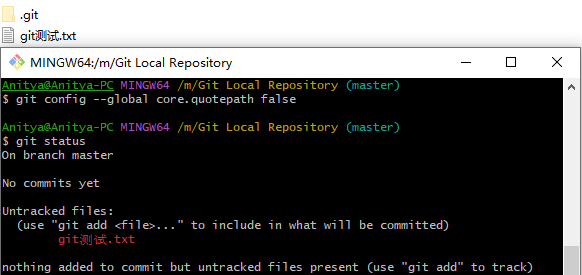 .git
git测试.txt
MINGW64:/m/Git Local Repository
Anitya@Anitya-PC MINGW64 /m/Git Local Repository (master)
$ git config --global core.quotepath false
Anitya@Anitya-PC MINGW64 /m/Git Local Repository (master)
$ git status
On branch master
No commits yet
Untracked files:
(use "git add <file>..." to include in what will be committed)
git测试.txt
nothing added to commit but untracked files present (use "git add" to track)